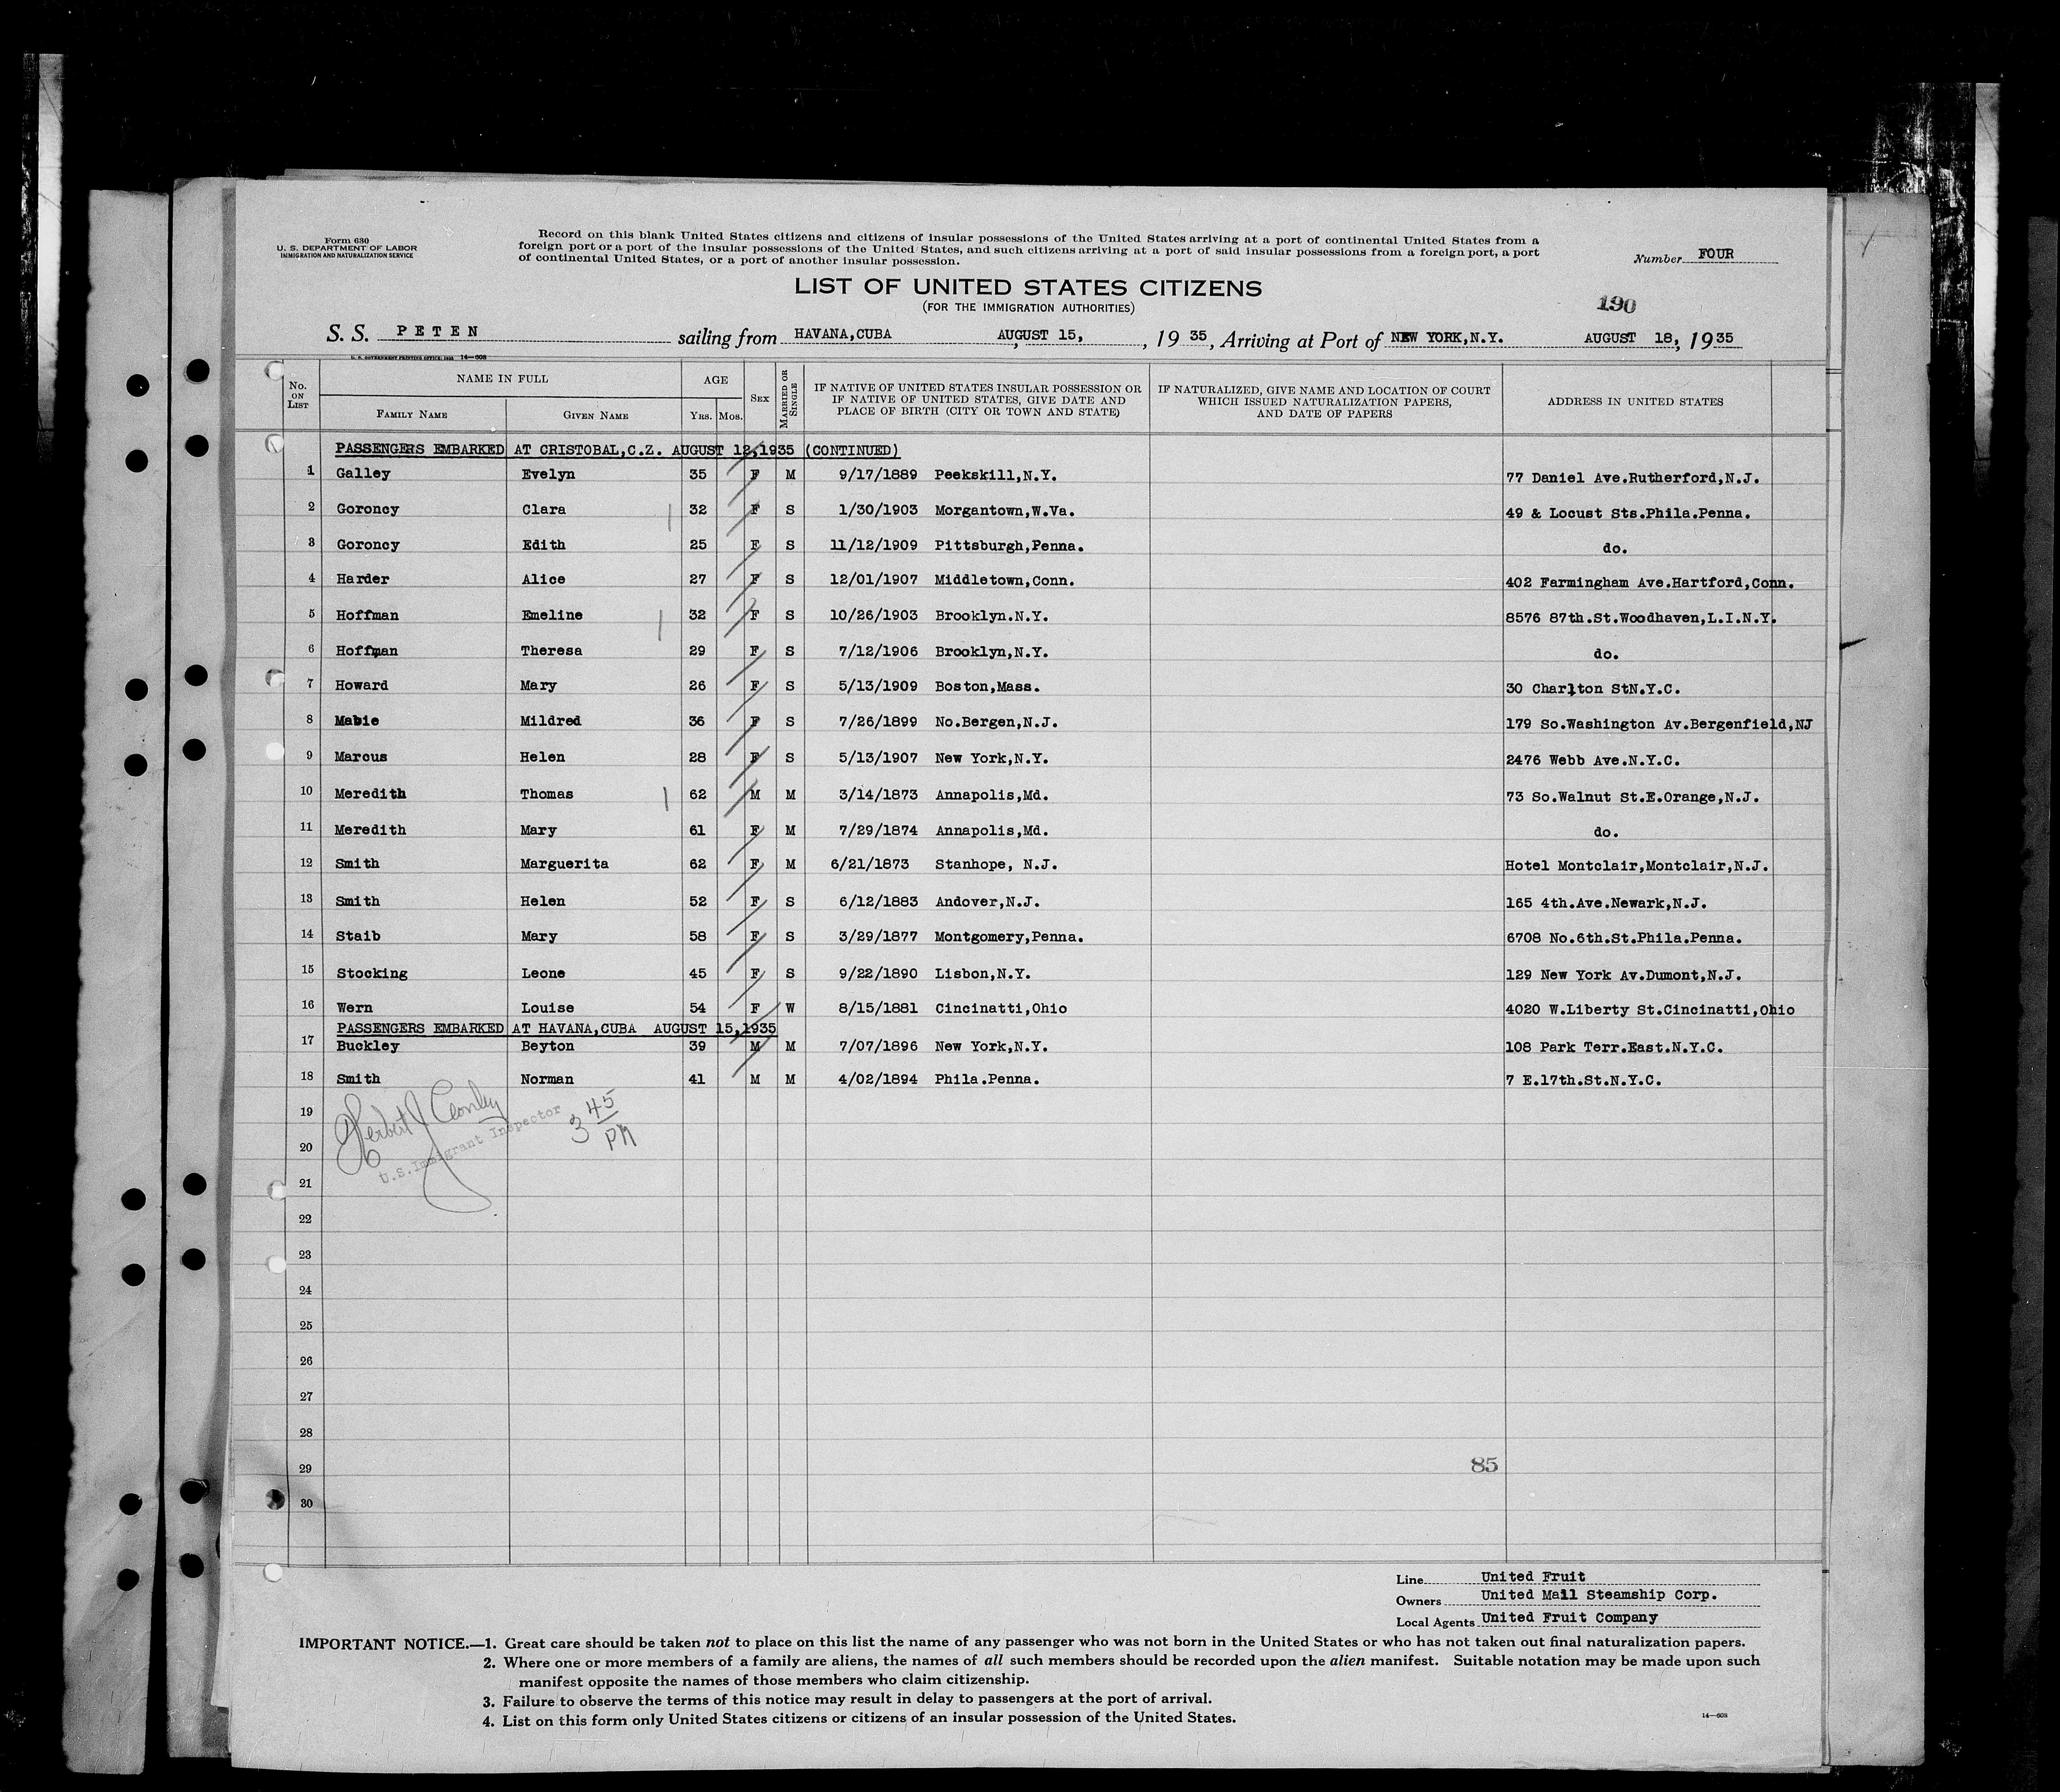 Form 630
U. S. DEPARTMENT OF LABOR
IMMIGRATION AND NATURALIZATION SERVICE
Record on this blank United States citizens and citizens of insular possessions of the United States arriving at a port of continental United States from a
foreign port or a port of the insular possessions of the United States, and such citizens arriving at a port of said insular possessions from a foreign port, a port
of continental United States, or a port of another insular possession.
Number FOUR
LIST OF UNITED STATES CITIZENS
(FOR THE IMMIGRATION AUTHORITIES)
190
S. S. PETEN sailing from HAVANA,CUBA AUGUST 15, , 19 35, Arriving at Port of NEW YORK,N.Y. AUGUST 18, 1935
U. S. GOVERNMENT PRINTING OFFICE: 1935 14—608
No. ON LIST NAME IN FULL AGE SEX MARRIED OR SINGLE IF NATIVE OF UNITED STATES INSULAR POSSESSION OR IF NATIVE OF UNITED STATES, GIVE DATE AND PLACE OF BIRTH (CITY OR TOWN AND STATE) IF NATURALIZED, GIVE NAME AND LOCATION OF COURT WHICH ISSUED NATURALIZATION PAPERS, AND DATE OF PAPERS ADDRESS IN UNITED STATES
FAMILY NAME GIVEN NAME YRS. MOS.
PASSENGERS EMBARKED AT CRISTOBAL,C.Z. AUGUST 12,1935 (CONTINUED)
1 Galley Evelyn 35 F M 9/17/1889 Peekskill,N.Y. 77 Daniel Ave.Rutherford,N.J.
2 Goroncy Clara 32 F S 1/30/1903 Morgantown,W.Va. 49 & Locust Sts.Phila.Penna.
3 Goroncy Edith 25 F S 11/12/1909 Pittsburgh,Penna. do.
4 Harder Alice 27 F S 12/01/1907 Middletown,Conn. 402 Farmingham Ave.Hartford,Conn.
5 Hoffman Emeline 32 F S 10/26/1903 Brooklyn.N.Y. 8576 87th.St.Woodhaven,L.I.N.Y.
6 Hoffman Theresa 29 F S 7/12/1906 Brooklyn,N.Y. do.
7 Howard Mary 26 F S 5/13/1909 Boston,Mass. 30 Charlton StN.Y.C.
8 Mabie Mildred 36 F S 7/26/1899 No.Bergen,N.J. 179 So.Washington Av.Bergenfield,NJ
9 Marcus Helen 28 F S 5/13/1907 New York,N.Y. 2476 Webb Ave.N.Y.C.
10 Meredith Thomas 62 M M 3/14/1873 Annapolis,Md. 73 So.Walnut St.E.Orange,N.J.
11 Meredith Mary 61 F M 7/29/1874 Annapolis,Md. do.
12 Smith Marguerita 62 F M 6/21/1873 Stanhope, N.J. Hotel Montclair,Montclair,N.J.
13 Smith Helen 52 F S 6/12/1883 Andover,N.J. 165 4th.Ave.Newark,N.J.
14 Staib Mary 58 F S 3/29/1877 Montgomery,Penna. 6708 No.6th.St.Phila.Penna.
15 Stocking Leone 45 F S 9/22/1890 Lisbon,N.Y. 129 New York Av.Dumont,N.J.
16 Wern Louise 54 F W 8/15/1881 Cincinatti,Ohio 4020 W.Liberty St.Cincinatti,Ohio
PASSENGERS EMBARKED AT HAVANA,CUBA AUGUST 15,1935
17 Buckley Beyton 39 M M 7/07/1896 New York,N.Y. 108 Park Terr.East.N.Y.C.
18 Smith Norman 41 M M 4/02/1894 Phila.Penna. 7 E.17th.St.N.Y.C.
19
Herbert J
U.S.Immigrant Inspector
3 45 PM
20
21
22
23
24
25
26
27
28
29
85
30
Line United Fruit
Owners United Mail Steamship Corp.
Local Agents United Fruit Company
IMPORTANT NOTICE.—1. Great care should be taken not to place on this list the name of any passenger who was not born in the United States or who has not taken out final naturalization papers.
2. Where one or more members of a family are aliens, the names of all such members should be recorded upon the alien manifest. Suitable notation may be made upon such
manifest opposite the names of those members who claim citizenship.
3. Failure to observe the terms of this notice may result in delay to passengers at the port of arrival.
4. List on this form only United States citizens or citizens of an insular possession of the United States.
14—608